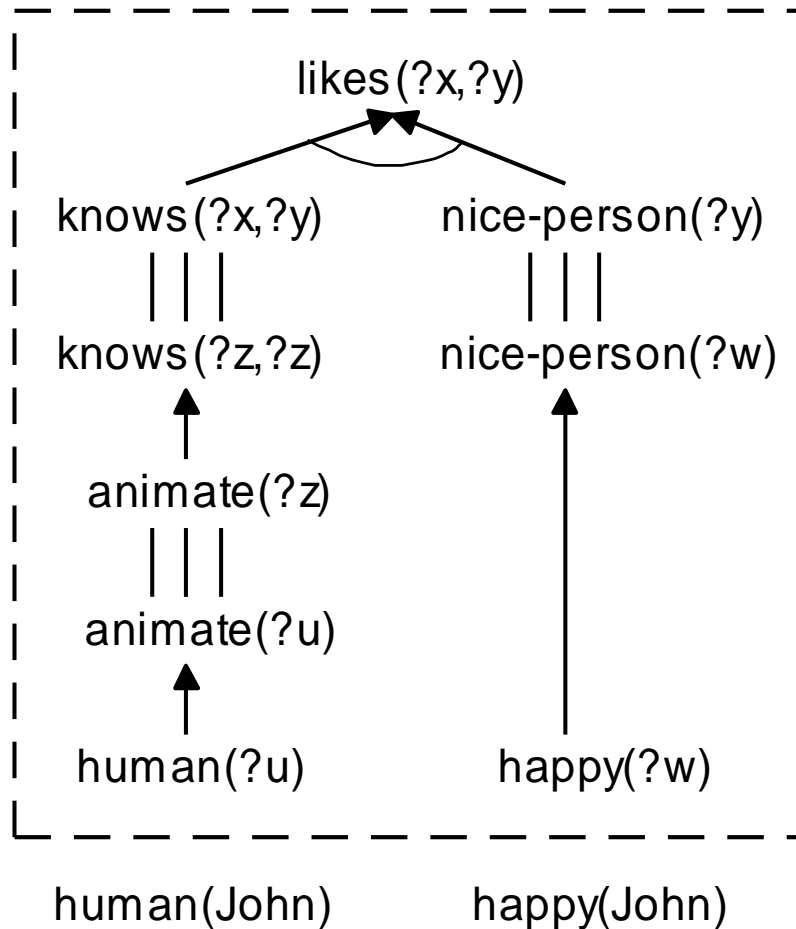 likes(?x,?y)
knows(?x,?y) nice-person(?y)
knows(?z,?z) nice-person(?w)
animate(?z)
animate(?u)
human(?u) happy(?w)
human(John) happy(John)